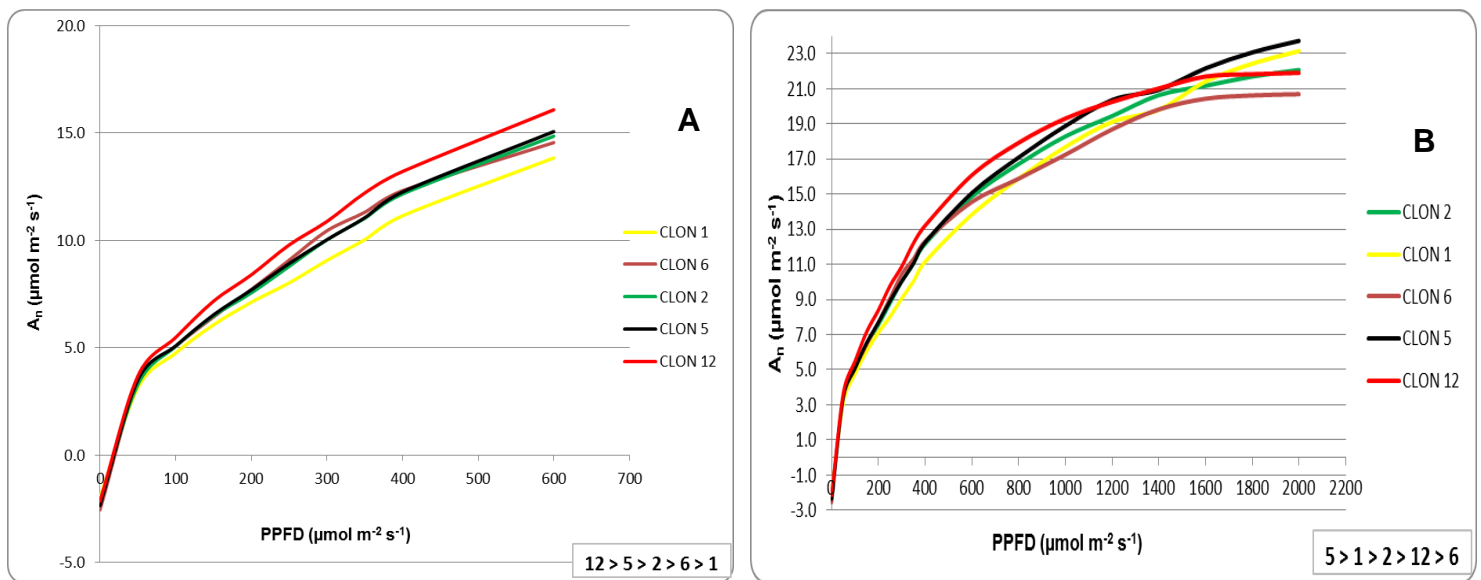 20.0
15.0
10.0
5.0
0.0
-5.0
Aₙ (µmol m⁻² s⁻¹)
0 100 200 300 400 500 600 700
PPFD (µmol m⁻² s⁻¹)
A
CLON 1
CLON 6
CLON 2
CLON 5
CLON 12
12 > 5 > 2 > 6 > 1
23.0
21.0
19.0
17.0
15.0
13.0
11.0
9.0
7.0
5.0
3.0
1.0
-1.0
-3.0
Aₙ (µmol m⁻² s⁻¹)
0 200 400 600 800 1000 1200 1400 1600 1800 2000 2200
PPFD (µmol m⁻² s⁻¹)
B
CLON 2
CLON 1
CLON 6
CLON 5
CLON 12
5 > 1 > 2 > 12 > 6